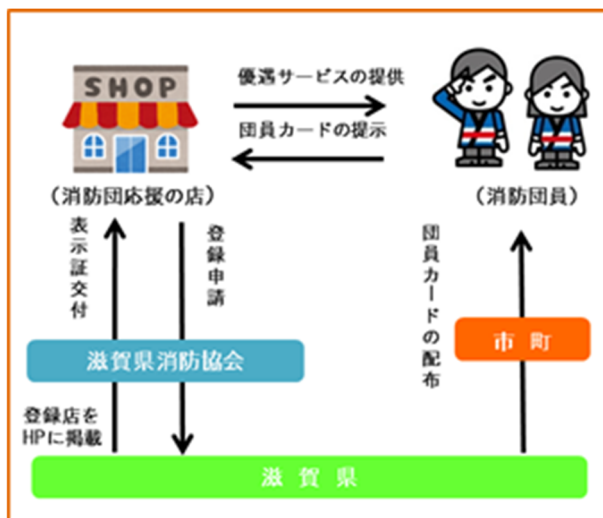 SHOP
優遇サービスの提供
団員カードの提示
（消防団応援の店）
（消防団員）
表示証交付
登録申請
団員カードの配布
市町
滋賀県消防協会
登録店を
HPに掲載
滋賀県